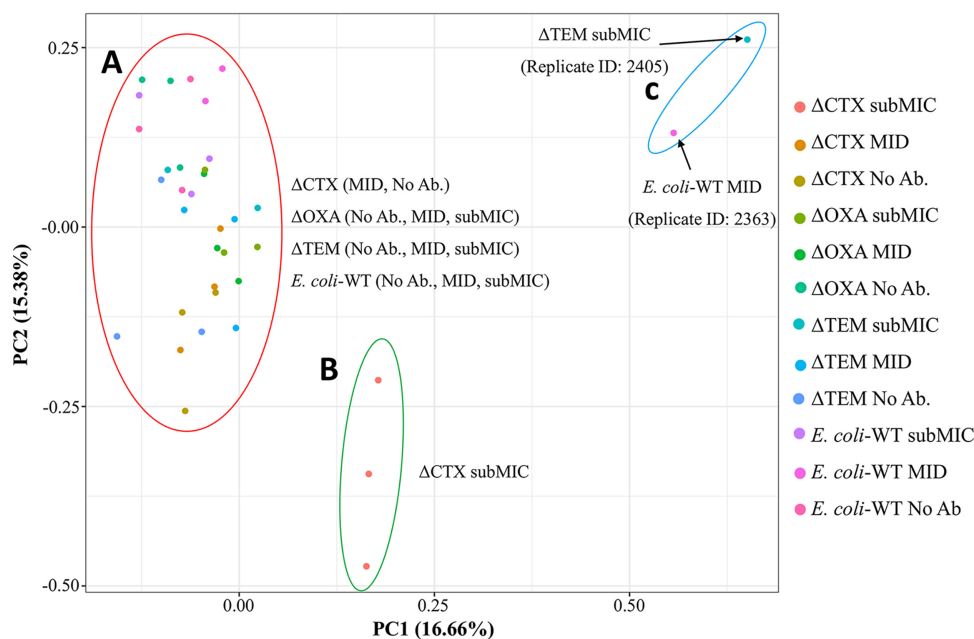 A
ΔTEM subMIC
(Replicate ID: 2405)
c
E. coli-WT MID
(Replicate ID: 2363)
ΔCTX (MID, No Ab.)
ΔOXA (No Ab., MID, subMIC)
ΔTEM (No Ab., MID, subMIC)
E. coli-WT (No Ab., MID, subMIC)
B
ΔCTX subMIC
0.25
-0.00
-0.25
-0.50
PC2 (15.38%)
0.00
0.25
0.50
PC1 (16.66%)
ΔCTX subMIC
ΔCTX MID
ΔCTX No Ab.
ΔOXA subMIC
ΔOXA MID
ΔOXA No Ab.
ΔTEM subMIC
ΔTEM MID
ΔTEM No Ab.
E. coli-WT subMIC
E. coli-WT MID
E. coli-WT No Ab